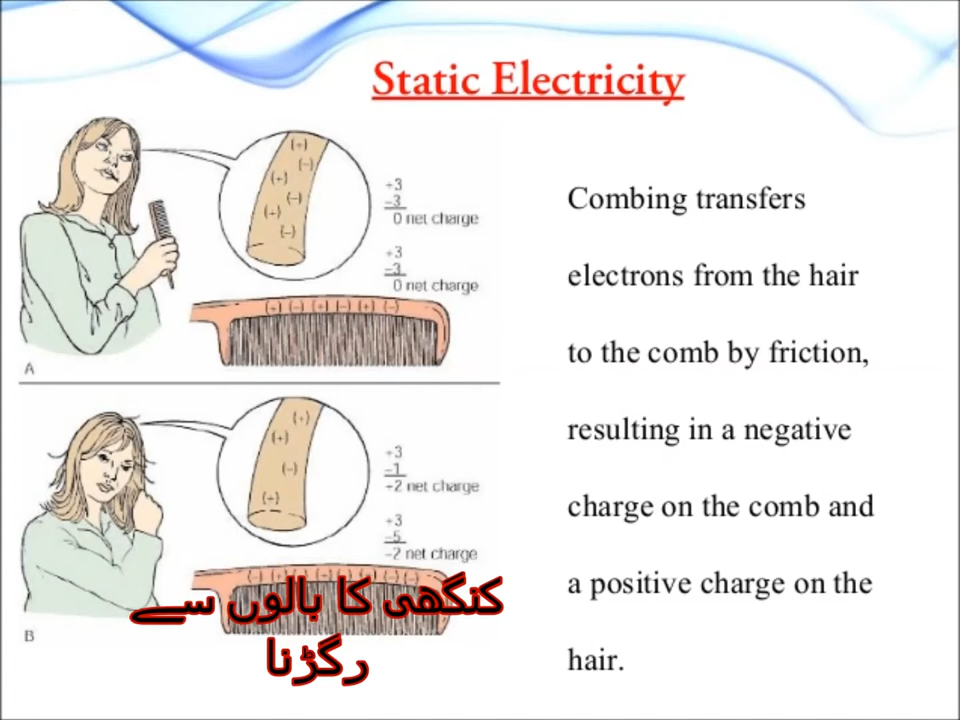 Static Electricity
(+)
(-)
(+)
(-)
(+)
(-)
+3
-3
0 net charge
+3
-3
0 net charge
(+) (-) (+) (-) (+) (-)
A
Combing transfers
electrons from the hair
to the comb by friction,
resulting in a negative
charge on the comb and
a positive charge on the
hair.
(+)
(+)
(-)
(+)
+3
-1
+2 net charge
+3
-5
-2 net charge
B
کنگھی کا بالوں سے
رگڑنا